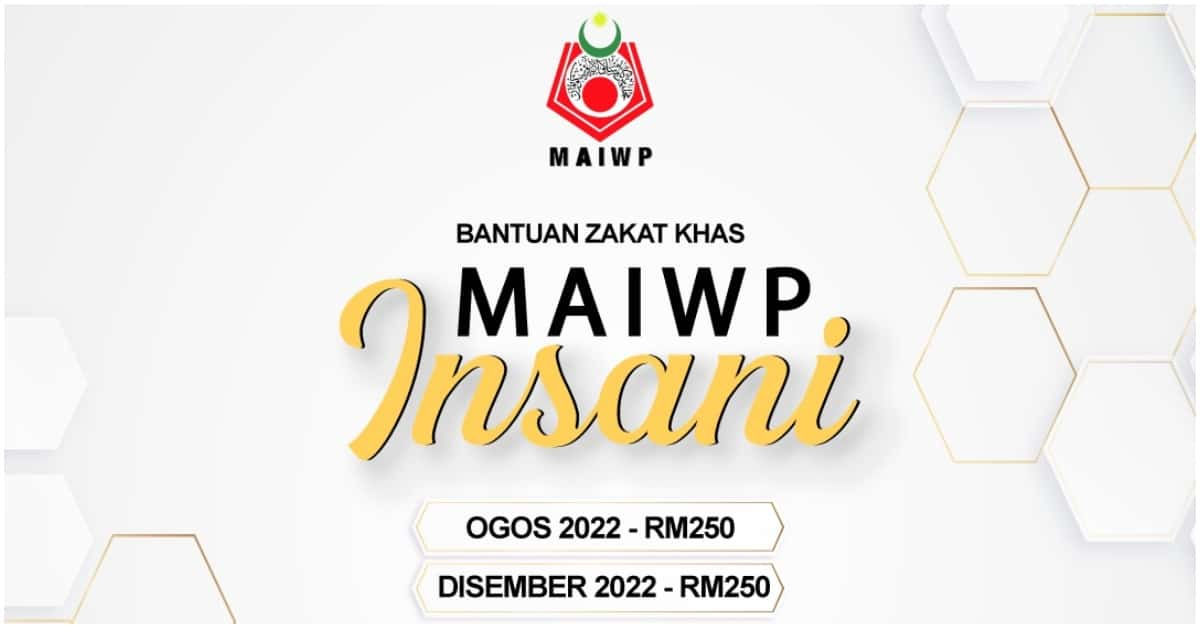 MAIWP
BANTUAN ZAKAT KHAS
MAIWP
Insani
OGOS 2022 - RM250
DISEMBER 2022 - RM250